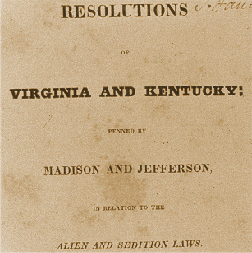 RESOLUTIONS
OF
VIRGINIA AND KENTUCKY;
PENNED BY
MADISON AND JEFFERSON,
IN RELATION TO THE
ALIEN AND SEDITION LAWS.